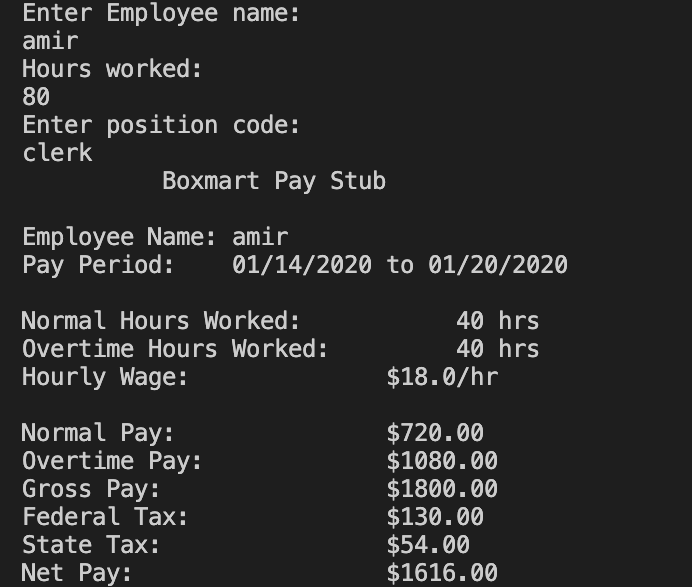 Enter Employee name:
amir
Hours worked:
80
Enter position code:
clerk
Boxmart Pay Stub
Employee Name: amir
Pay Period: 01/14/2020 to 01/20/2020
Normal Hours Worked: 40 hrs
Overtime Hours Worked: 40 hrs
Hourly Wage: $18.0/hr
Normal Pay: $720.00
Overtime Pay: $1080.00
Gross Pay: $1800.00
Federal Tax: $130.00
State Tax: $54.00
Net Pay: $1616.00